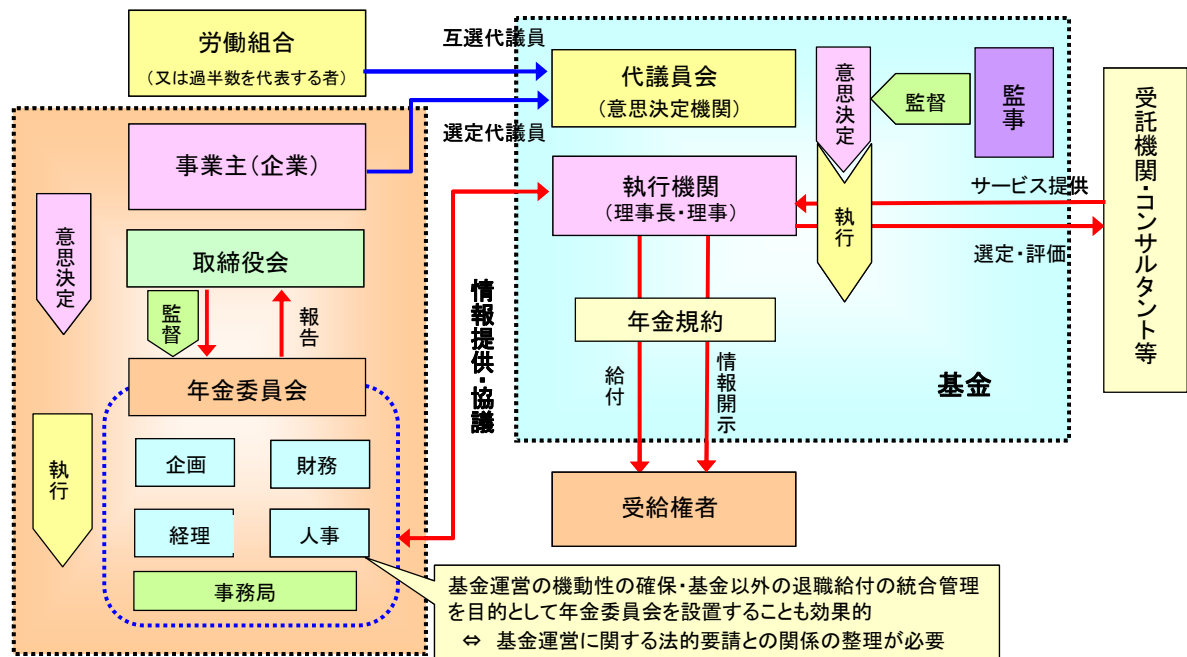 労働組合
（又は過半数を代表する者）
互選代議員
選定代議員
事業主（企業）
意思決定
取締役会
監督
報告
年金委員会
執行
企画
財務
経理
人事
事務局
情報提供・協議
代議員会
（意思決定機関）
意思決定
監督
監事
執行機関
（理事長・理事）
執行
サービス提供
選定・評価
受託機関・コンサルタント等
年金規約
給付
情報開示
基金
受給権者
基金運営の機動性の確保・基金以外の退職給付の統合管理
を目的として年金委員会を設置することも効果的
⇔ 基金運営に関する法的要請との関係の整理が必要